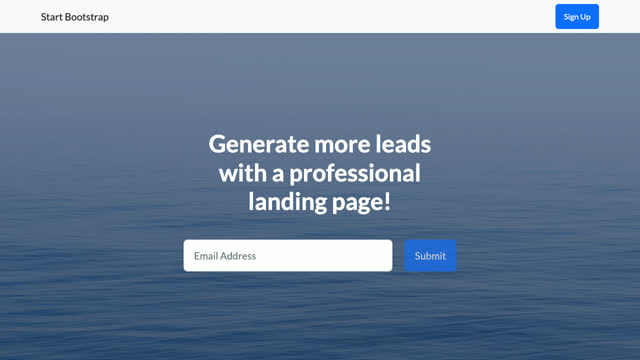 Start Bootstrap
Sign Up
Generate more leads
with a professional
landing page!
Email Address
Submit